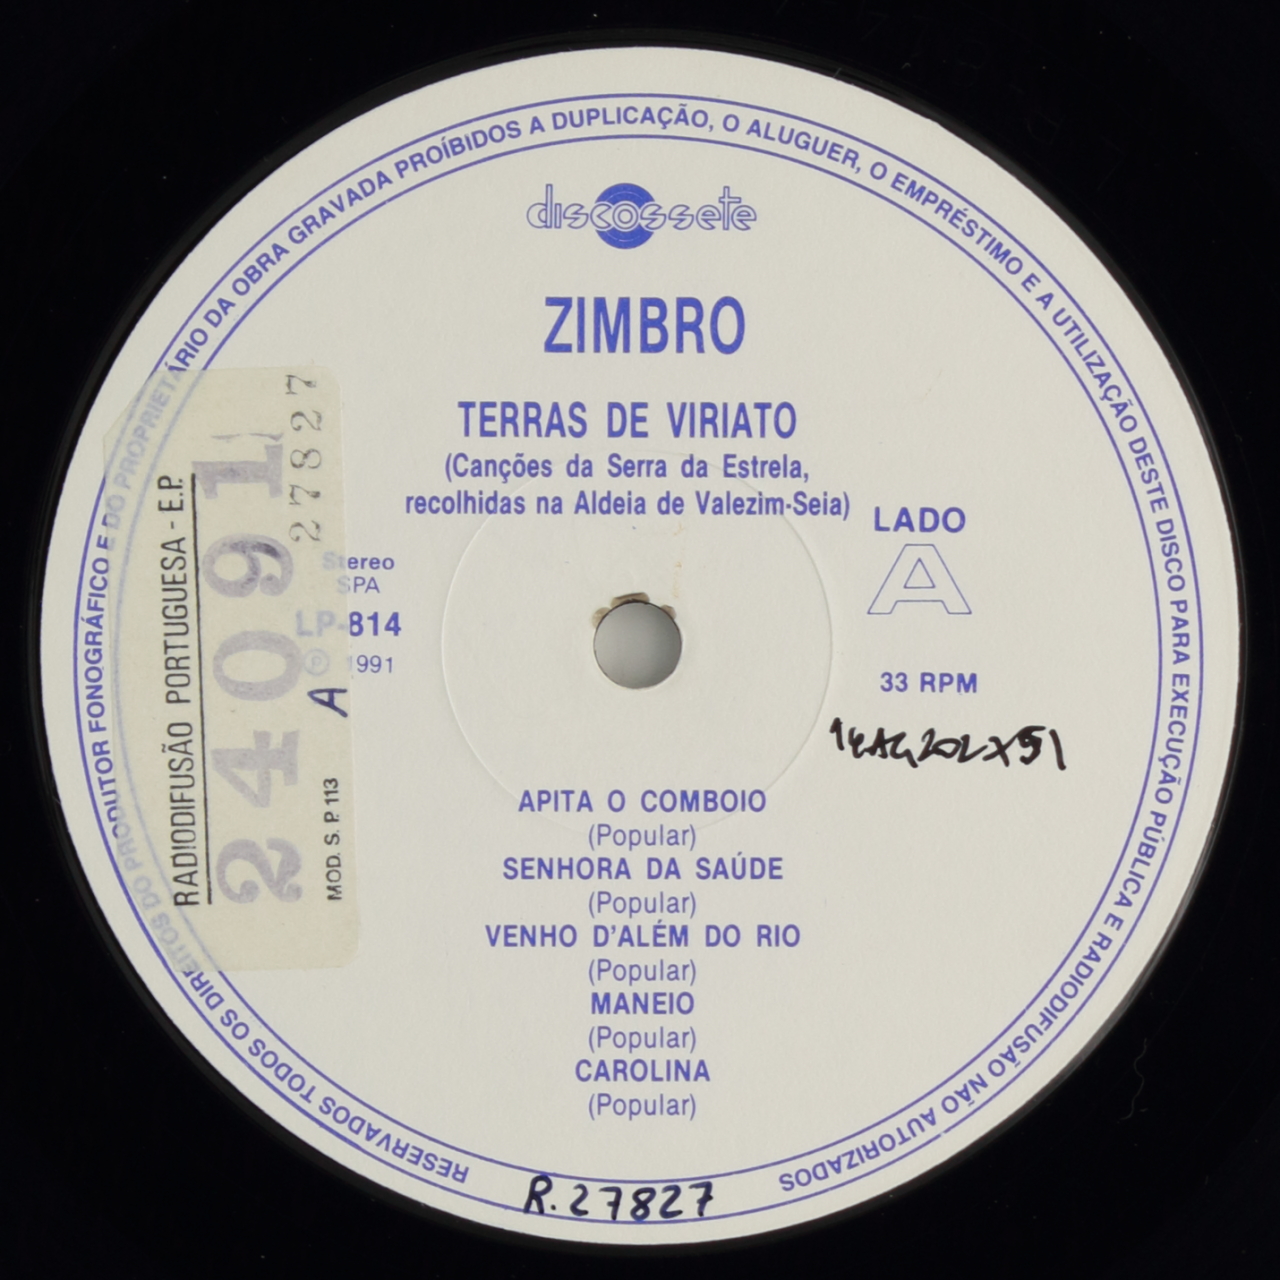 RESERVADOS TODOS OS DIREITOS DO PRODUTOR FONOGRÁFICO E DO PROPRIETÁRIO DA OBRA GRAVADA PROÍBIDOS A DUPLICAÇÃO, O ALUGUER, O EMPRÉSTIMO E A UTILIZAÇÃO DESTE DISCO PARA EXECUÇÃO PÚBLICA E RADIODIFUSÃO NÃO AUTORIZADOS
discossete
ZIMBRO
TERRAS DE VIRIATO
(Canções da Serra da Estrela,
recolhidas na Aldeia de Valezim-Seia)
LADO
A
Stereo
SPA
LP-814
℗ 1991
33 RPM
RADIODIFUSÃO PORTUGUESA - E.P.
24091
27827
A
MOD. S. P. 113
APITA O COMBOIO
(Popular)
SENHORA DA SAÚDE
(Popular)
VENHO D'ALÉM DO RIO
(Popular)
MANEIO
(Popular)
CAROLINA
(Popular)
R.27827